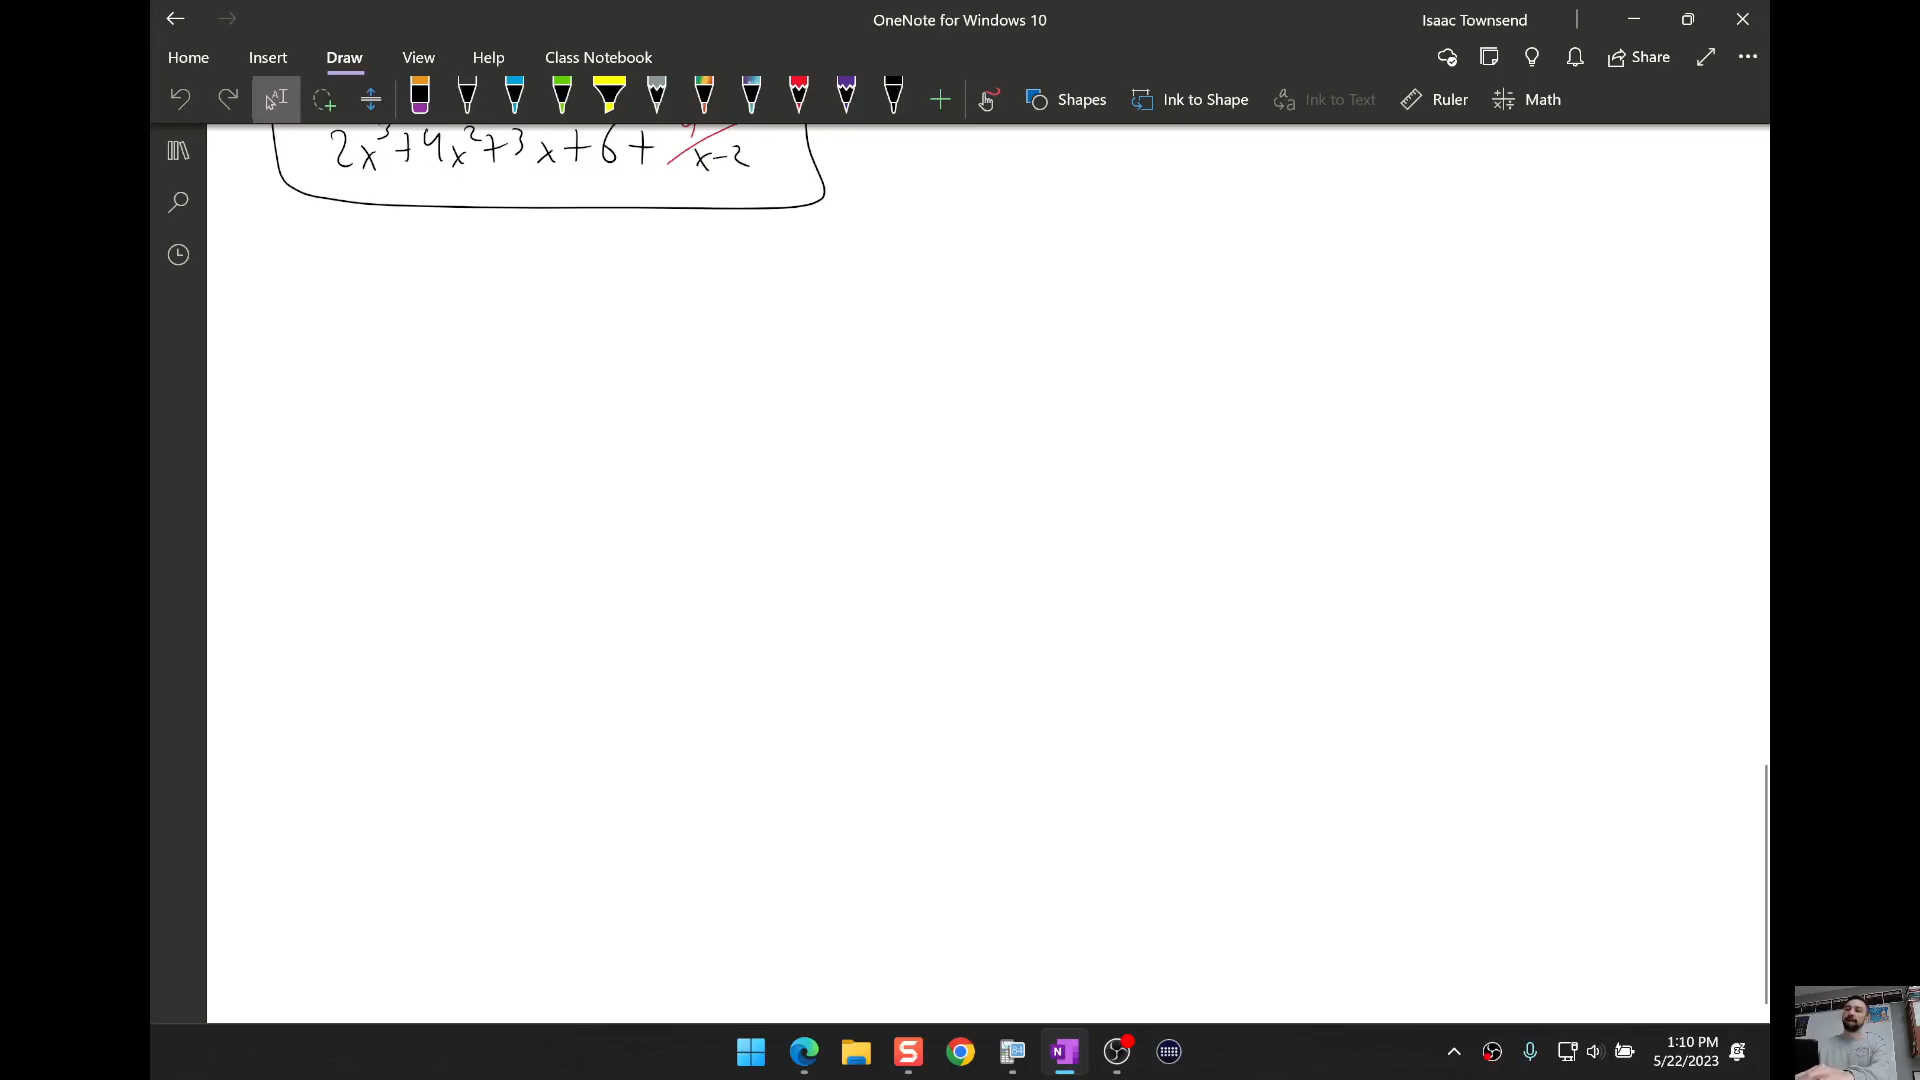 OneNote for Windows 10
Isaac Townsend
Home Insert Draw View Help Class Notebook
Share
Shapes Ink to Shape Ink to Text Ruler Math
2x³+4x²+3x+6+
x-2
84
1:10 PM
5/22/2023